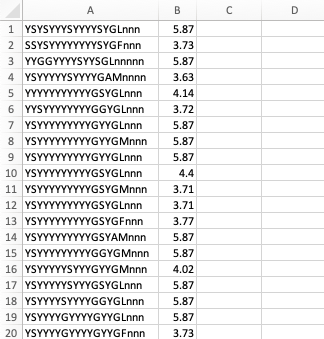 A B C D
1 YSYSYYYSYYYYSYGLnnn 5.87
2 SSYSYYYYYYYYSYGFnnn 3.73
3 YYGGYYYYSYYSGLnnnnn 5.87
4 YSYYYYYSYYYYGAMnnnn 3.63
5 YYYYYYYYYYYGSYGLnnn 4.14
6 YYSYYYYYYYYGGYGLnnn 3.72
7 YSYYYYYYYYYGYYGLnnn 5.87
8 YSYYYYYYYYYGYYGMnnn 5.87
9 YYSYYYYYYYYGYYGLnnn 5.87
10 YSYYYYYYYYYGSYGLnnn 4.4
11 YSYYYYYYYYYGSYGMnnn 3.71
12 YSYYYYYYYYYGSYGLnnn 3.71
13 YSYYYYYYYYYGSYGFnnn 3.77
14 YSYYYYYYYYYGSYAMnnn 5.87
15 YYYYYYYYYYYGGYGMnnn 5.87
16 YSYYYYYSYYYGYYGMnnn 4.02
17 YSYYYYYSYYYGSYGLnnn 5.87
18 YSYYYYSYYYYGGYGLnnn 5.87
19 YSYYYYGYYYYGYYGLnnn 5.87
20 YSYYYYGYYYYGYYGFnnn 3.73